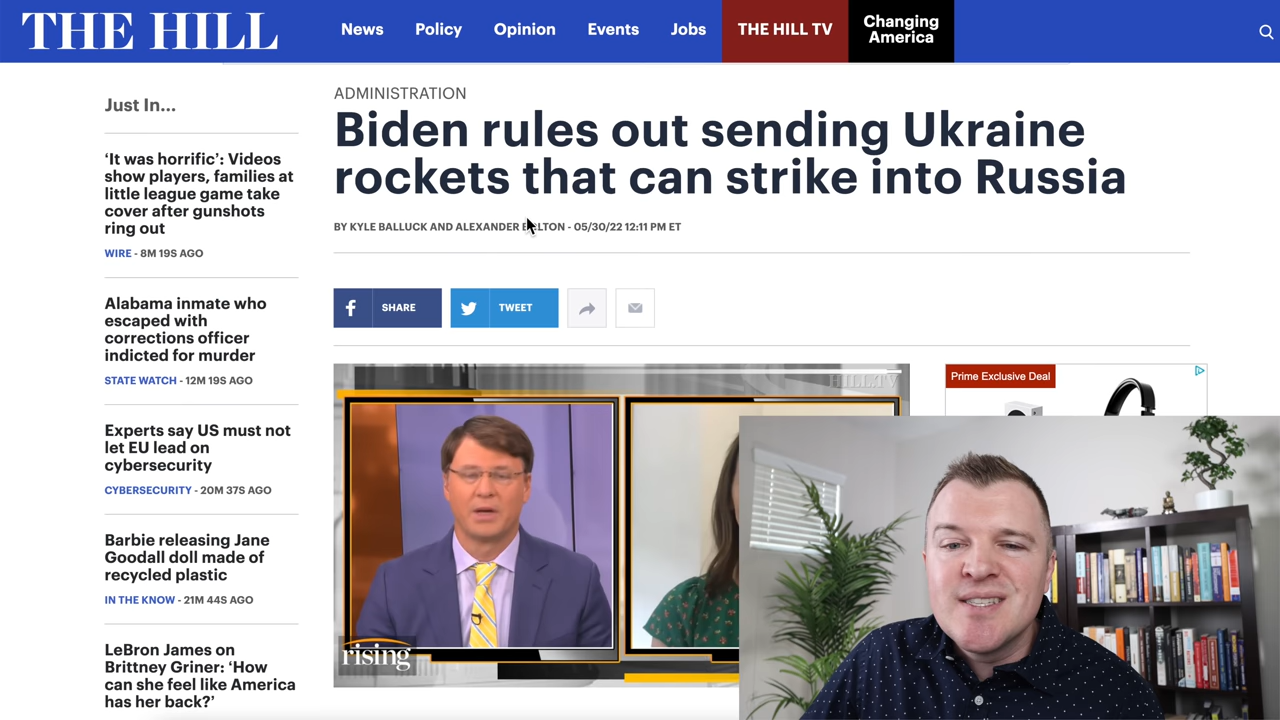 THE HILL
News
Policy
Opinion
Events
Jobs
THE HILL TV
Changing
America
Just In...
‘It was horrific’: Videos
show players, families at
little league game take
cover after gunshots
ring out
WIRE - 8M 19S AGO
Alabama inmate who
escaped with
corrections officer
indicted for murder
STATE WATCH - 12M 19S AGO
Experts say US must not
let EU lead on
cybersecurity
CYBERSECURITY - 20M 37S AGO
Barbie releasing Jane
Goodall doll made of
recycled plastic
IN THE KNOW - 21M 44S AGO
LeBron James on
Brittney Griner: ‘How
can she feel like America
has her back?’
ADMINISTRATION
Biden rules out sending Ukraine
rockets that can strike into Russia
BY KYLE BALLUCK AND ALEXANDER BOLTON - 05/30/22 12:11 PM ET
SHARE
TWEET
HILL.TV
rising
Prime Exclusive Deal